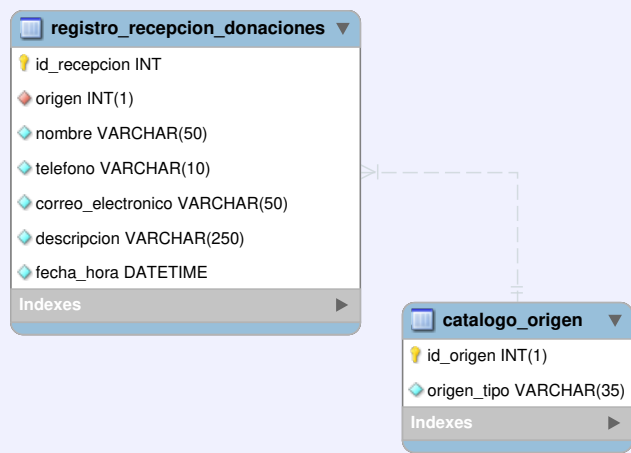 registro_recepcion_donaciones
id_recepcion INT
origen INT(1)
nombre VARCHAR(50)
telefono VARCHAR(10)
correo_electronico VARCHAR(50)
descripcion VARCHAR(250)
fecha_hora DATETIME
Indexes
catalogo_origen
id_origen INT(1)
origen_tipo VARCHAR(35)
Indexes